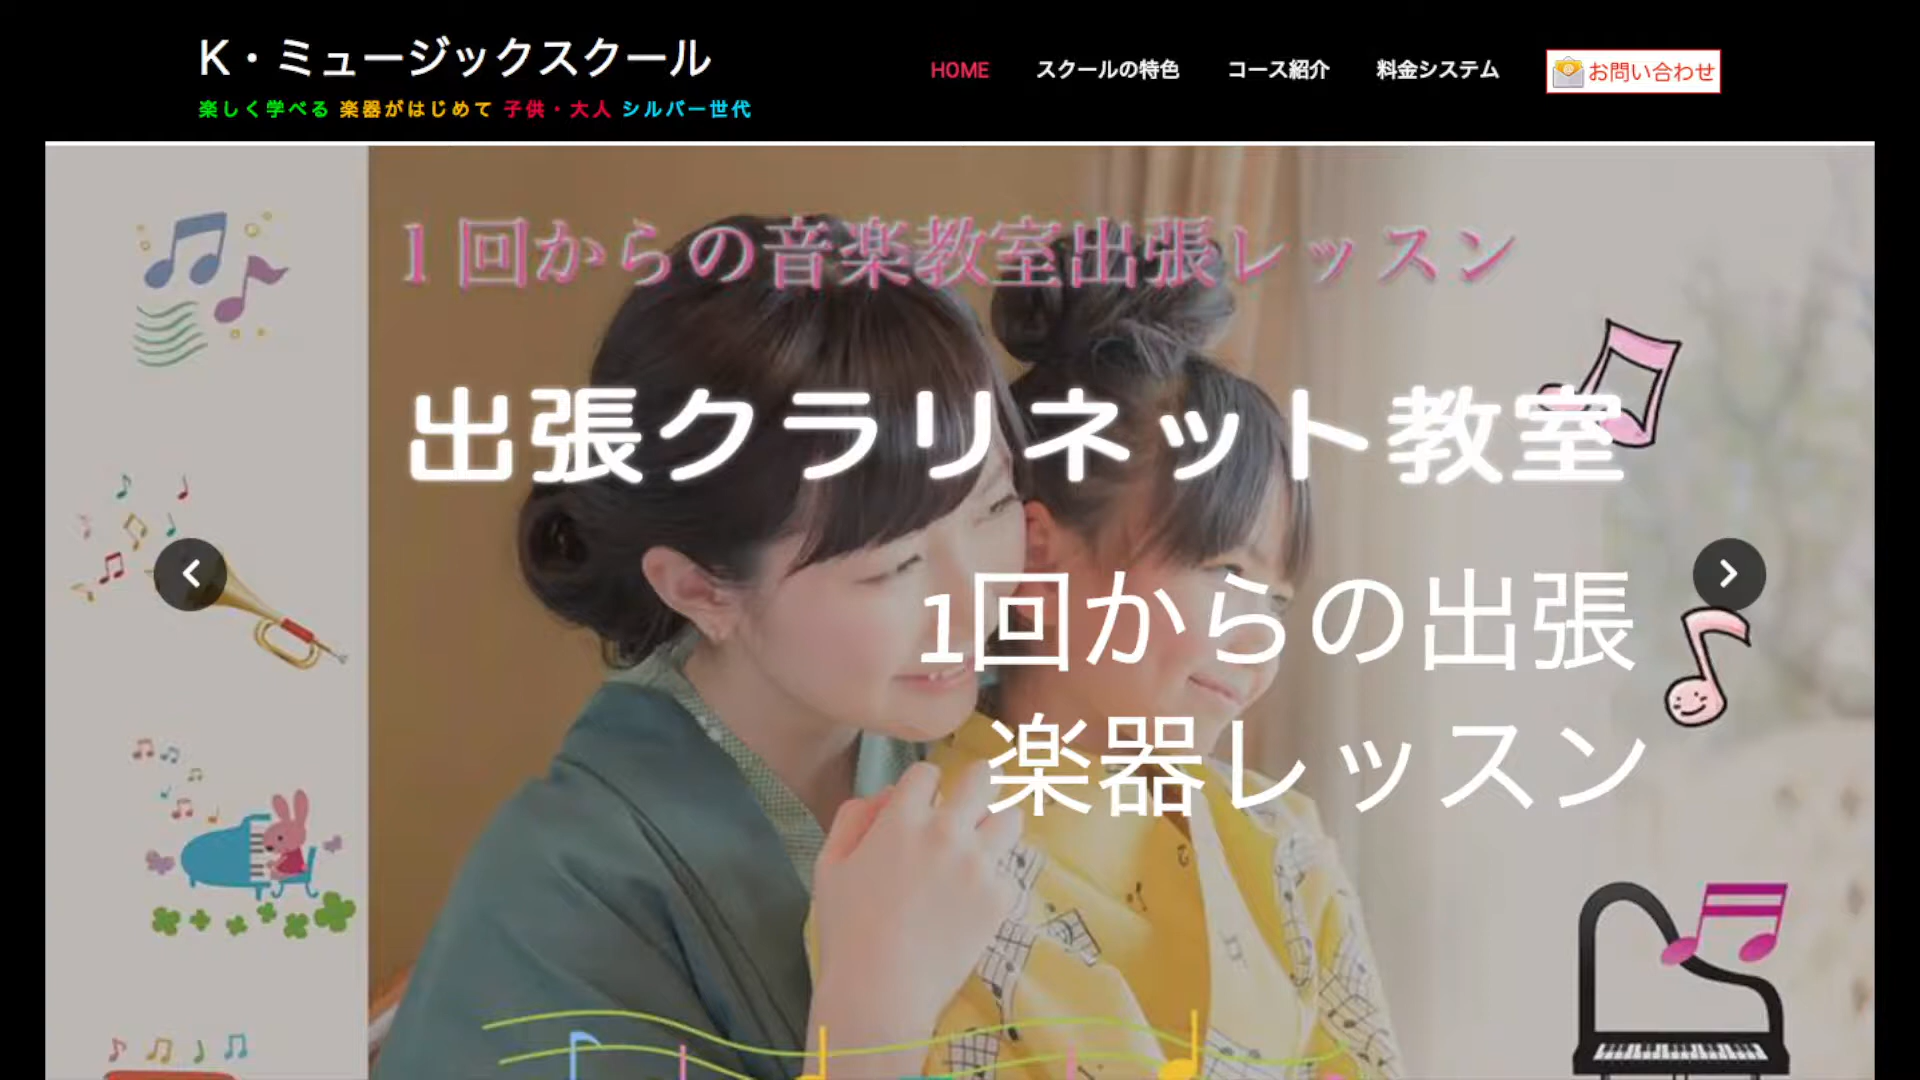 K・ミュージックスクール
楽しく学べる 楽器がはじめて 子供・大人 シルバー世代
HOME スクールの特色 コース紹介 料金システム お問い合わせ
1回からの音楽教室出張レッスン
出張クラリネット教室
1回からの出張
楽器レッスン